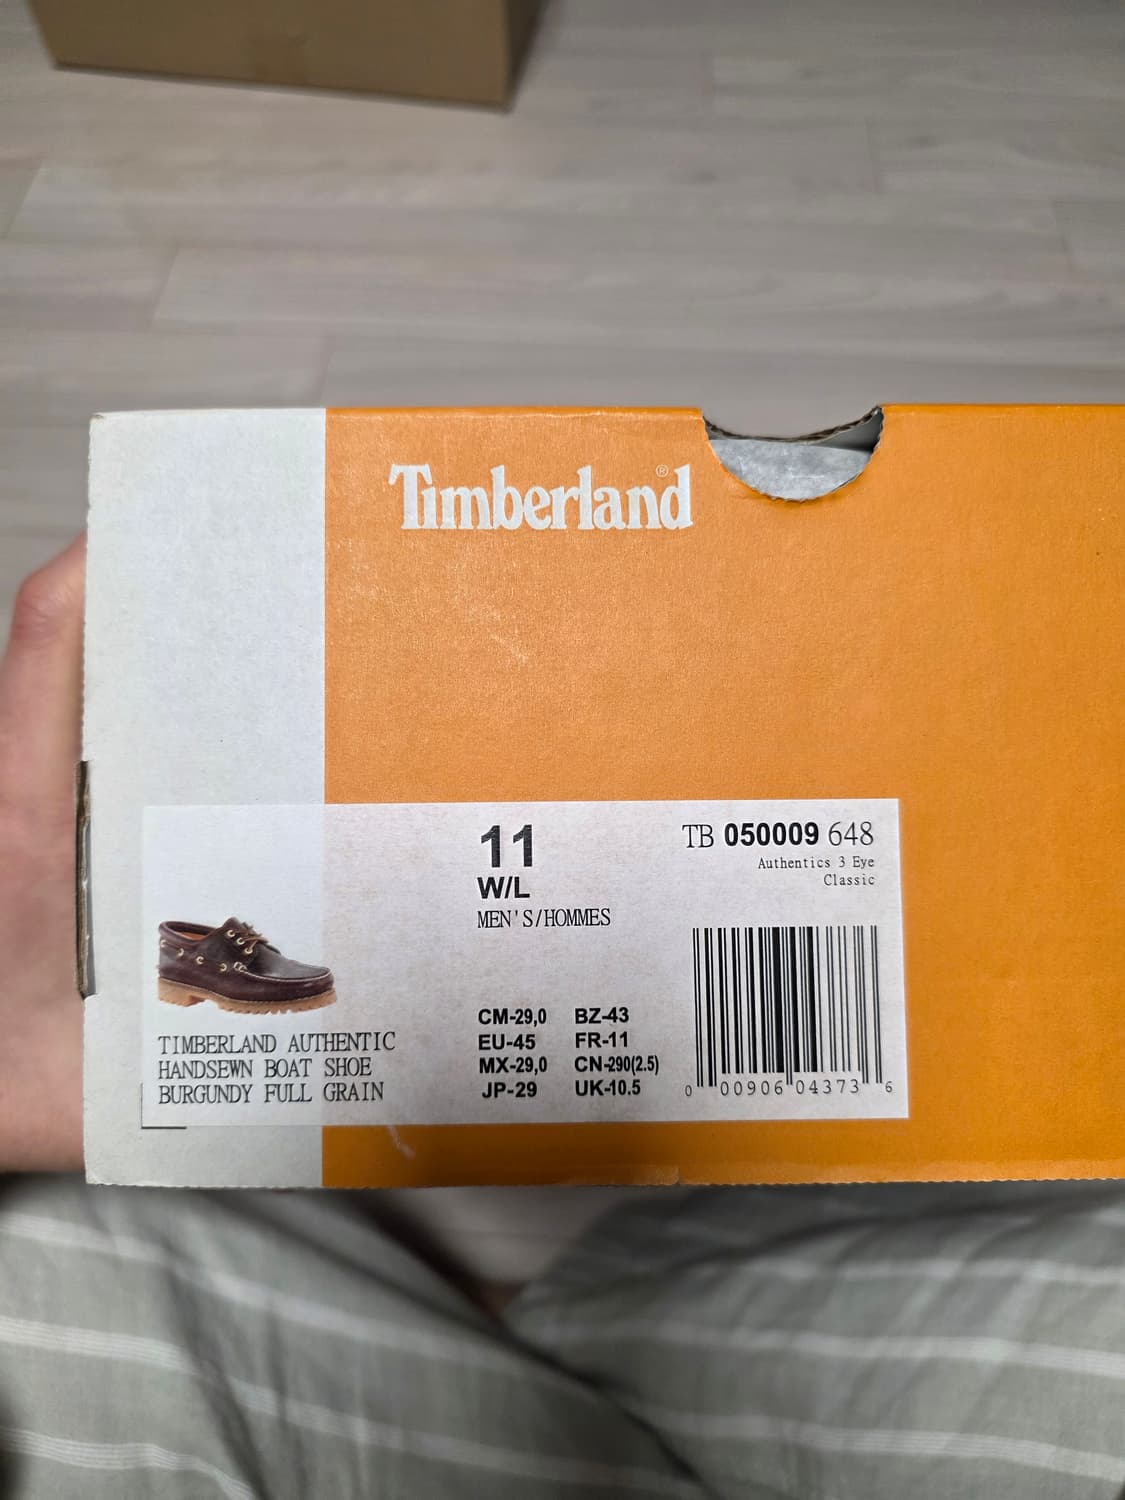 Timberland®
11
W/L
MEN'S/HOMMES
TB 050009 648
Authentics 3 Eye
Classic
TIMBERLAND AUTHENTIC
HANDSEWN BOAT SHOE
BURGUNDY FULL GRAIN
CM-29,0 BZ-43
EU-45 FR-11
MX-29,0 CN-290(2.5)
JP-29 UK-10.5
0 00906 04373 6